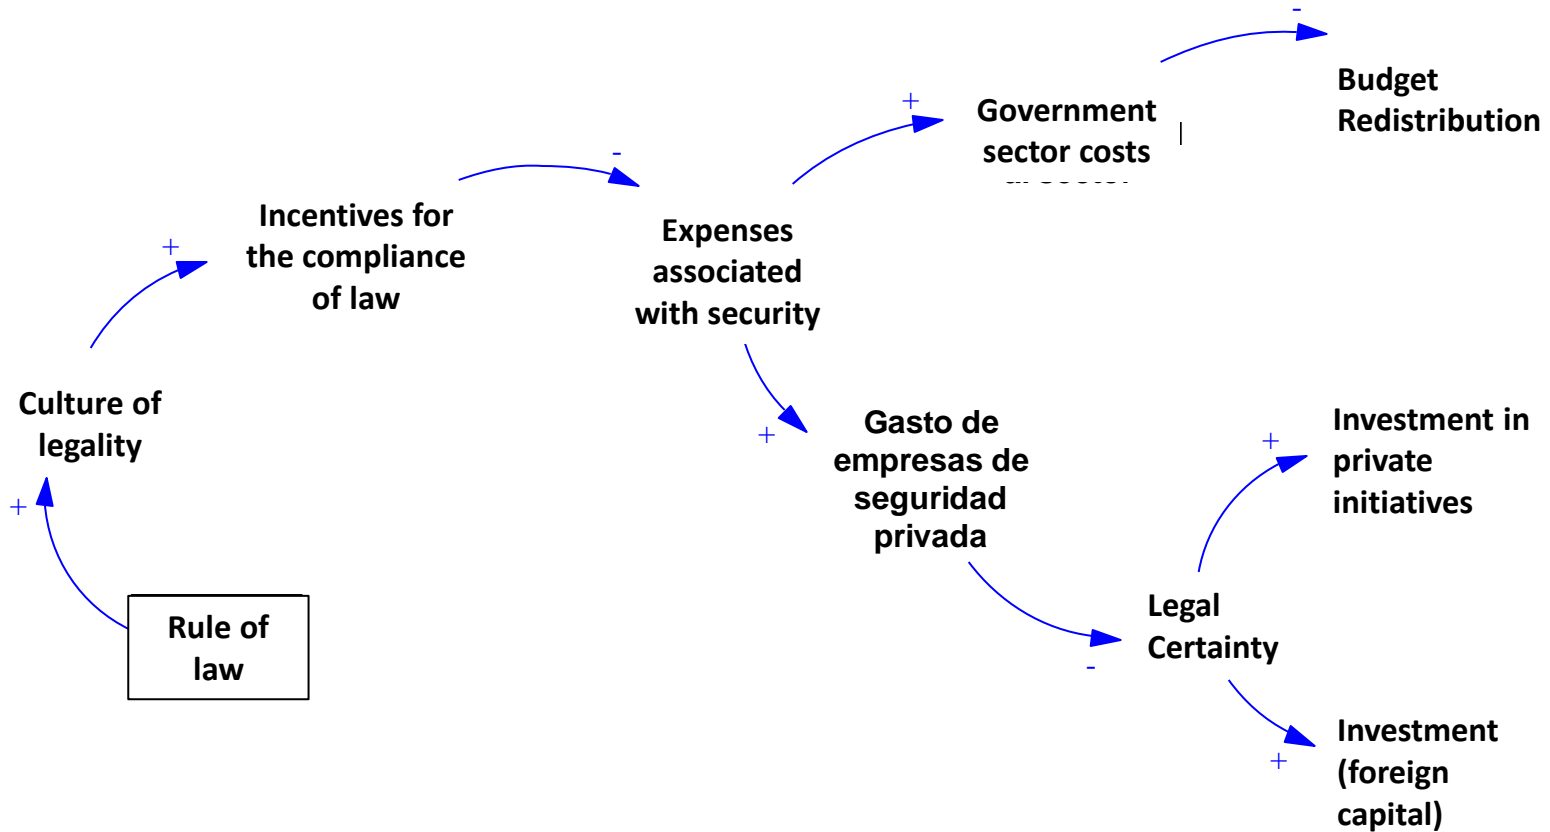 -
Budget
Redistribution
+
Government
sector costs
-
Incentives for
the compliance
of law
+
Expenses
associated
with security
Culture of
legality
+
+
Gasto de
empresas de
seguridad
privada
Investment in
private
initiatives
+
Rule of
law
Legal
Certainty
-
Investment
(foreign
capital)
+